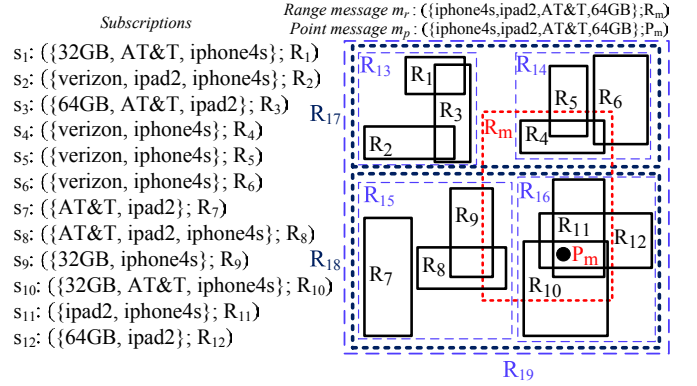 Subscriptions
Range message mr : ({iphone4s,ipad2,AT&T,64GB};Rm)
Point message mp : ({iphone4s,ipad2,AT&T,64GB};Pm)
s1: ({32GB, AT&T, iphone4s}; R1)
s2: ({verizon, ipad2, iphone4s}; R2)
s3: ({64GB, AT&T, ipad2}; R3)
s4: ({verizon, iphone4s}; R4)
s5: ({verizon, iphone4s}; R5)
s6: ({verizon, iphone4s}; R6)
s7: ({AT&T, ipad2}; R7)
s8: ({AT&T, ipad2, iphone4s}; R8)
s9: ({32GB, iphone4s}; R9)
s10: ({32GB, AT&T, iphone4s}; R10)
s11: ({ipad2, iphone4s}; R11)
s12: ({64GB, ipad2}; R12)
R13
R14
R1
R5
R6
R17
R3
Rm
R4
R2
R15
R16
R9
R11
R12
R18
R7
R8
Pm
R10
R19